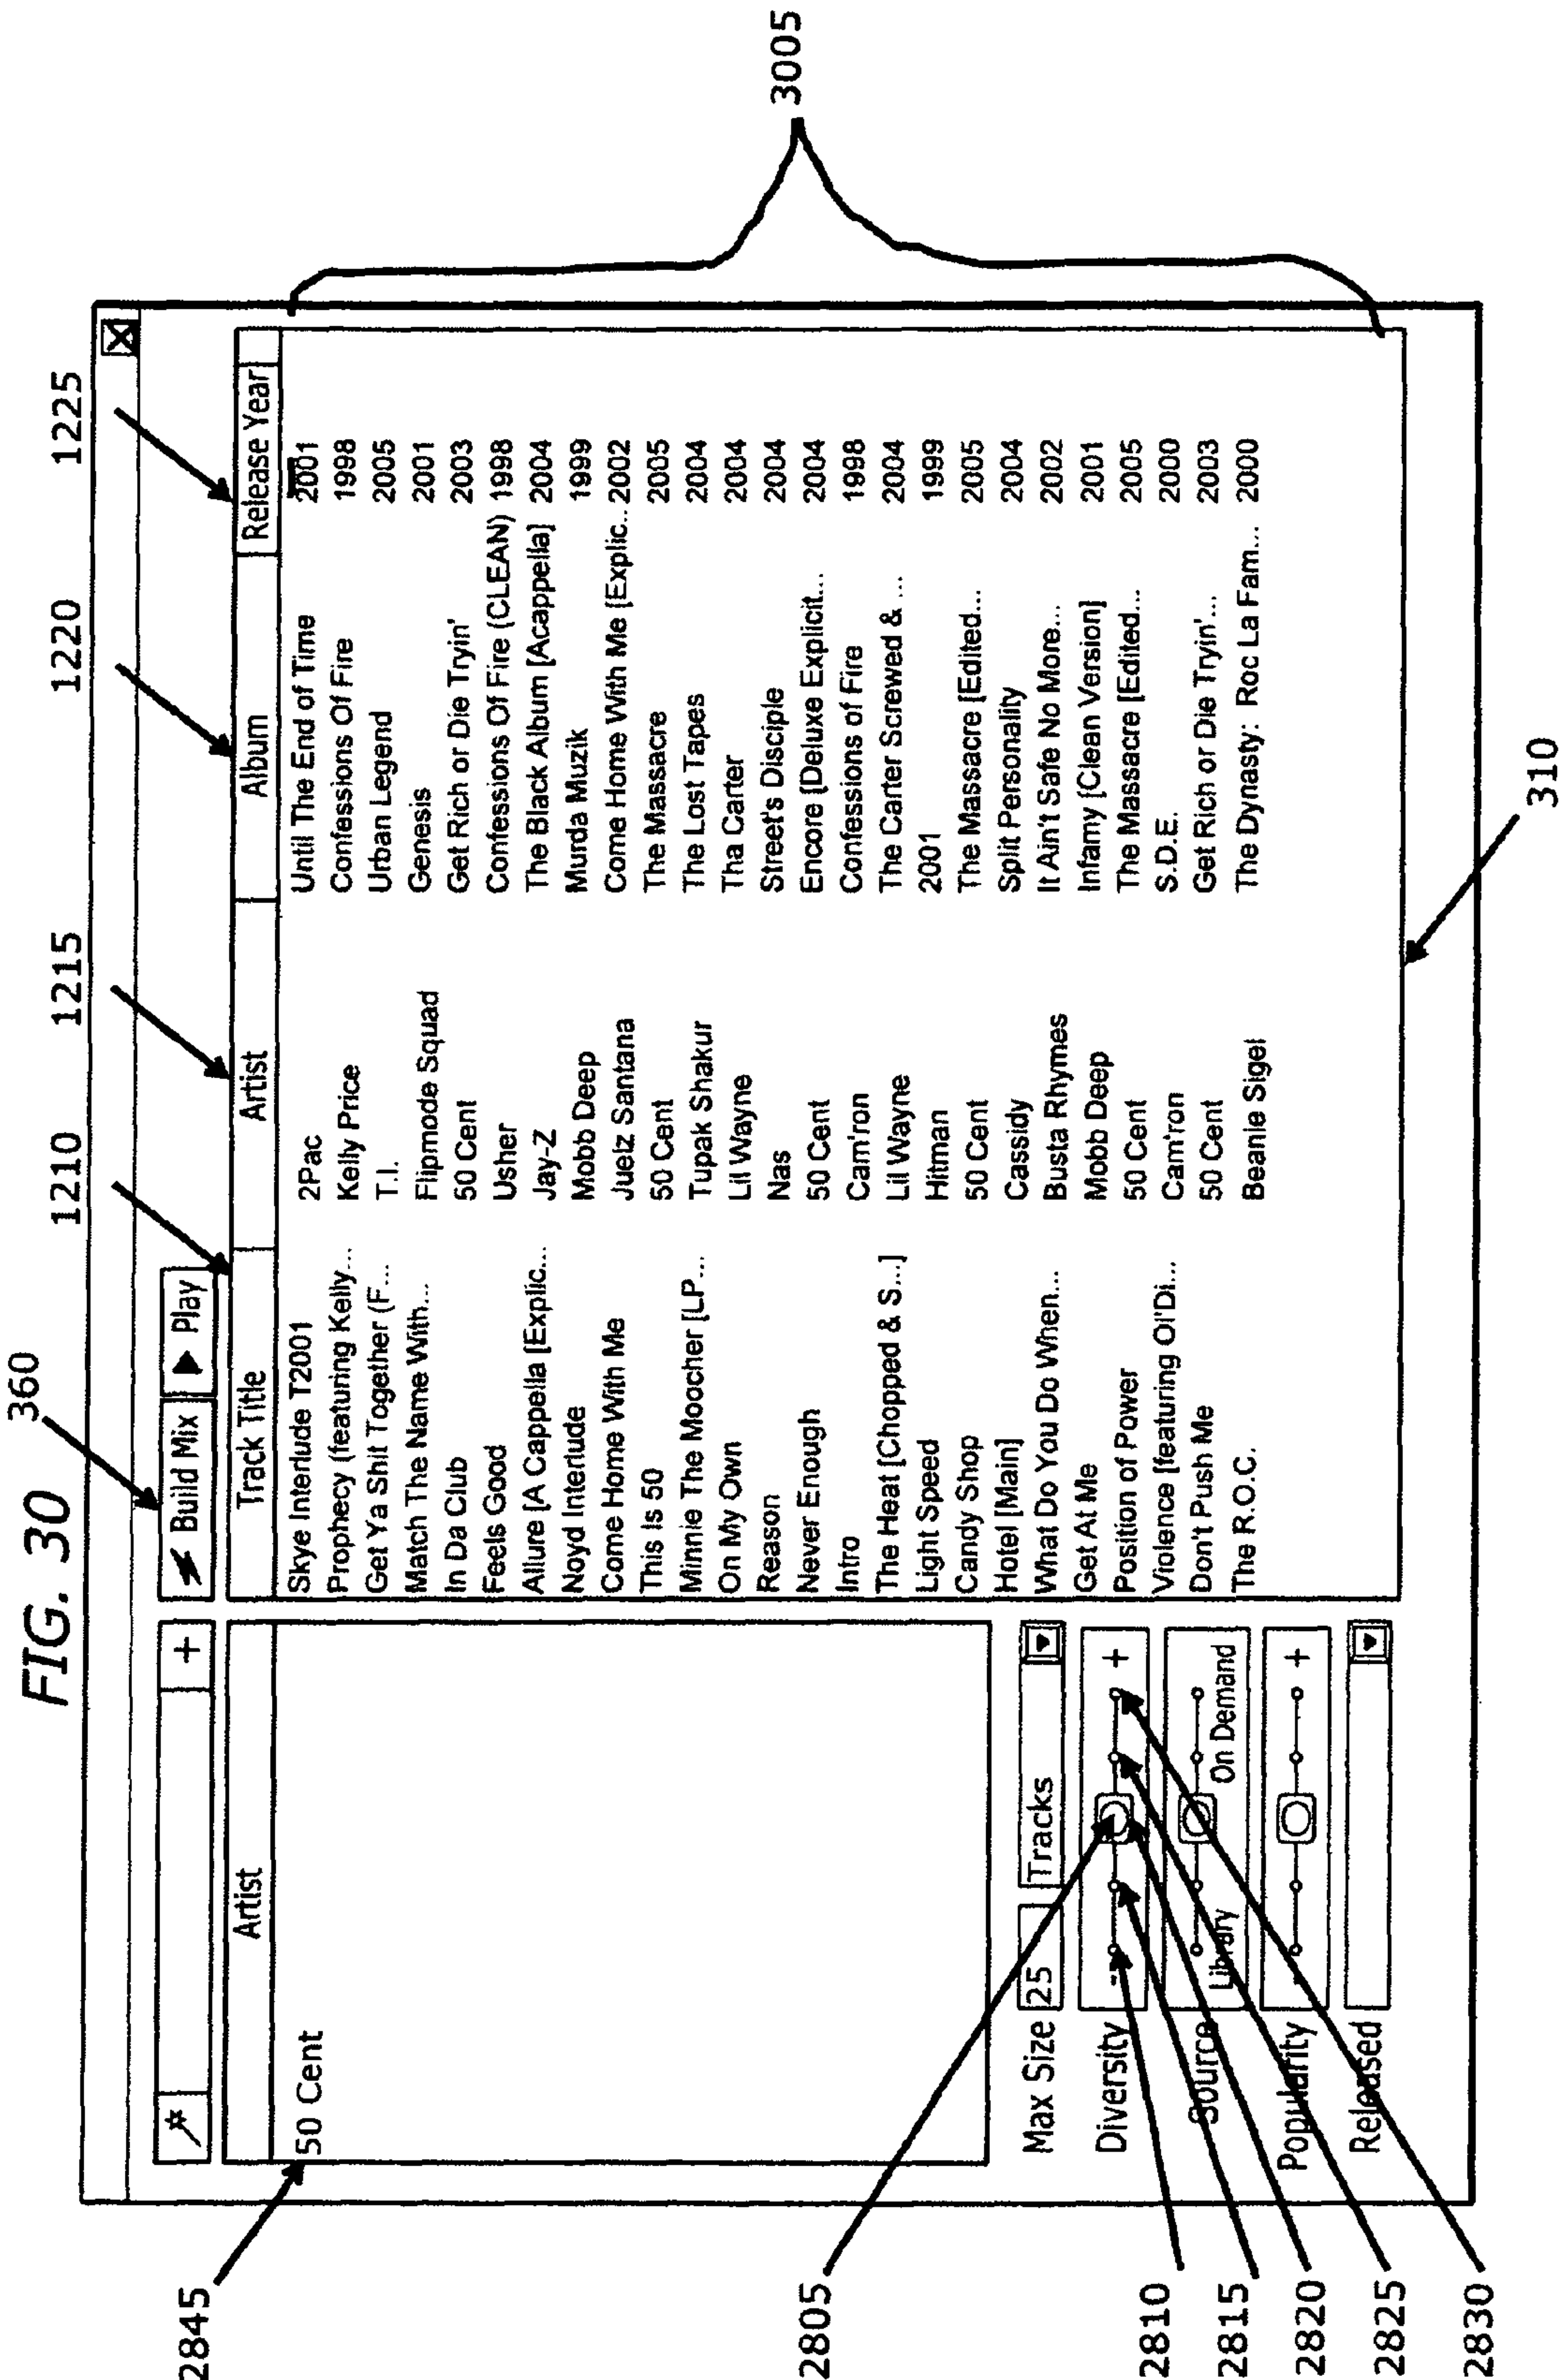 FIG. 30
360
1210
1215
1220
1225
+
Build Mix
Play
Artist
50 Cent
2845
Track Title Artist Album Release Year
Skye Interlude T2001 2Pac Until The End of Time 2001
Prophecy (featuring Kelly... Kelly Price Confessions Of Fire 1998
Get Ya Shit Together (F... T.I. Urban Legend 2005
Match The Name With... Flipmode Squad Genesis 2001
In Da Club 50 Cent Get Rich or Die Tryin' 2003
Feels Good Usher Confessions Of Fire (CLEAN) 1998
Allure [A Cappella [Explic... Jay-Z The Black Album [Acappella] 2004
Noyd Interlude Mobb Deep Murda Muzik 1999
Come Home With Me Juelz Santana Come Home With Me [Explic.. 2002
This Is 50 50 Cent The Massacre 2005
Minnie The Moocher [LP... Tupak Shakur The Lost Tapes 2004
On My Own Lil Wayne Tha Carter 2004
Reason Nas Street's Disciple 2004
Never Enough 50 Cent Encore [Deluxe Explicit... 2004
Intro Cam'ron Confessions of Fire 1998
The Heat [Chopped & S...] Lil Wayne The Carter Screwed & ... 2004
Light Speed Hitman 2001 1999
Candy Shop 50 Cent The Massacre [Edited... 2005
Hotel [Main] Cassidy Split Personality 2004
What Do You Do When... Busta Rhymes It Ain't Safe No More... 2002
Get At Me Mobb Deep Infamy [Clean Version] 2001
Position of Power 50 Cent The Massacre [Edited... 2005
Violence [featuring Ol'Di... Cam'ron S.D.E. 2000
Don't Push Me 50 Cent Get Rich or Die Tryin'... 2003
The R.O.C. Beanie Sigel The Dynasty: Roc La Fam... 2000
3005
Max Size 25 Tracks
Diversity - +
Source Library On Demand
Popularity - +
Released
2805
2810
2815
2820
2825
2830
310